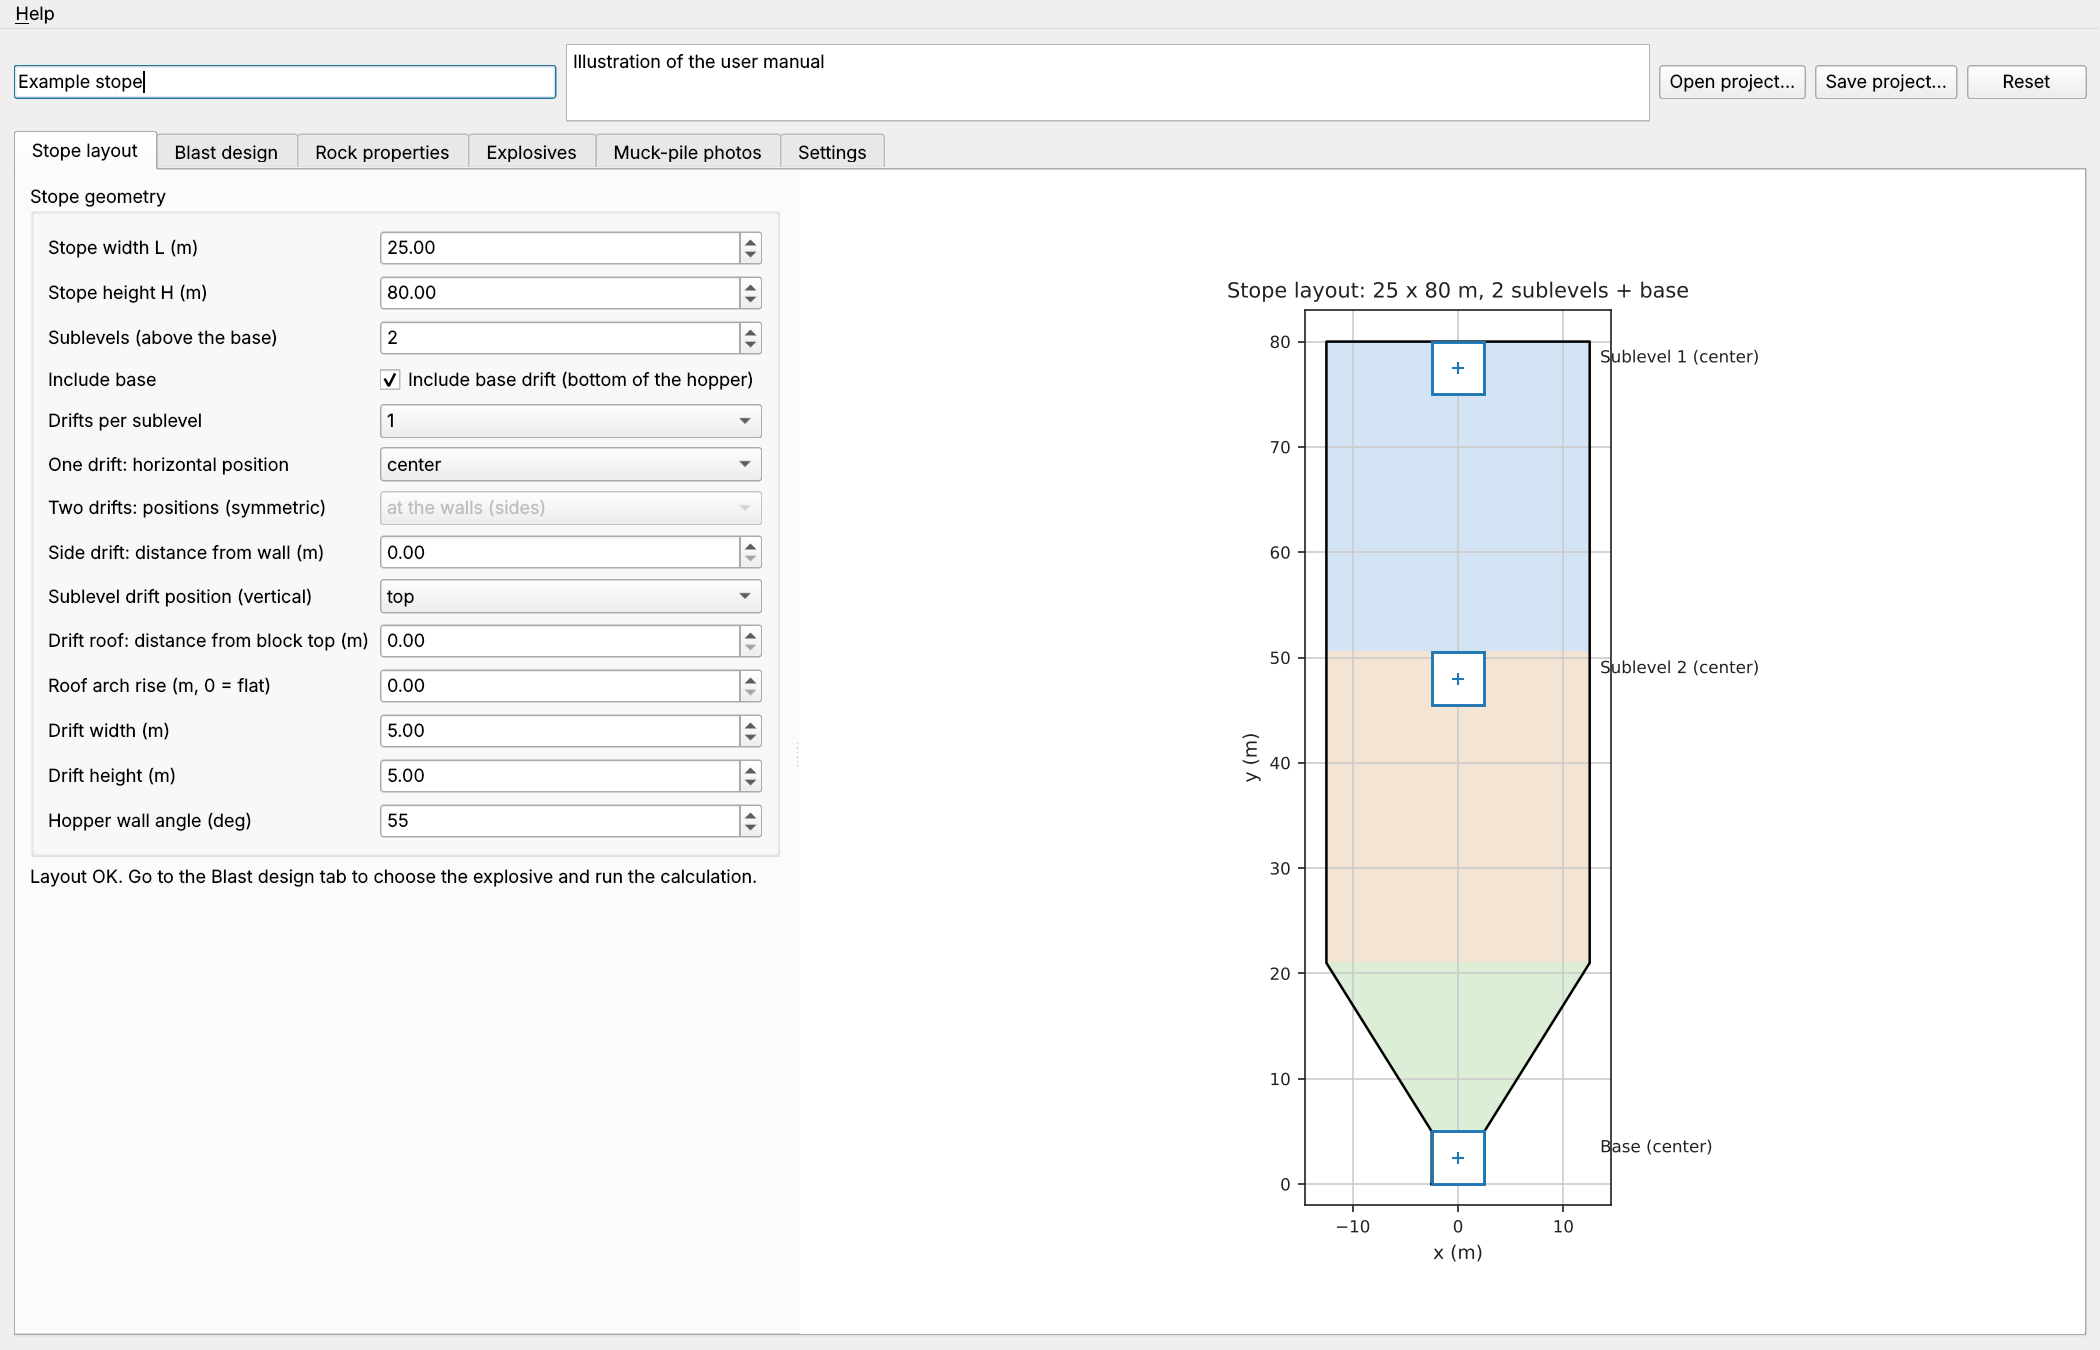 Help
Example stope
Illustration of the user manual
Open project...
Save project...
Reset
Stope layout
Blast design
Rock properties
Explosives
Muck-pile photos
Settings
Stope geometry
Stope width L (m)
25.00
Stope height H (m)
80.00
Sublevels (above the base)
2
Include base
Include base drift (bottom of the hopper)
Drifts per sublevel
1
One drift: horizontal position
center
Two drifts: positions (symmetric)
at the walls (sides)
Side drift: distance from wall (m)
0.00
Sublevel drift position (vertical)
top
Drift roof: distance from block top (m)
0.00
Roof arch rise (m, 0 = flat)
0.00
Drift width (m)
5.00
Drift height (m)
5.00
Hopper wall angle (deg)
55
Layout OK. Go to the Blast design tab to choose the explosive and run the calculation.
Stope layout: 25 x 80 m, 2 sublevels + base
80
70
60
50
40
30
20
10
0
y (m)
Sublevel 1 (center)
Sublevel 2 (center)
Base (center)
−10
0
10
x (m)